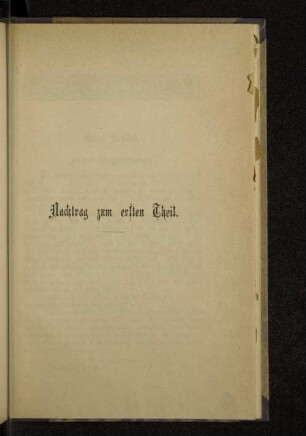 Nachtrag zum ersten Theil.